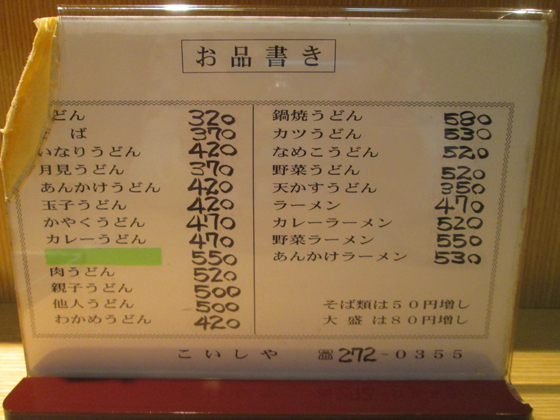 お品書き
どん 320
ば 370
いなりうどん 420
月見うどん 370
あんかけうどん 420
玉子うどん 420
かやくうどん 470
カレーうどん 470
550
肉うどん 520
親子うどん 500
他人うどん 500
わかめうどん 420
鍋焼うどん 580
カツうどん 530
なめこうどん 520
野菜うどん 520
天かすうどん 350
ラーメン 470
カレーラーメン 520
野菜ラーメン 550
あんかけラーメン 530
そば類は５０円増し
大盛は８０円増し
こいしや ☎272-0355